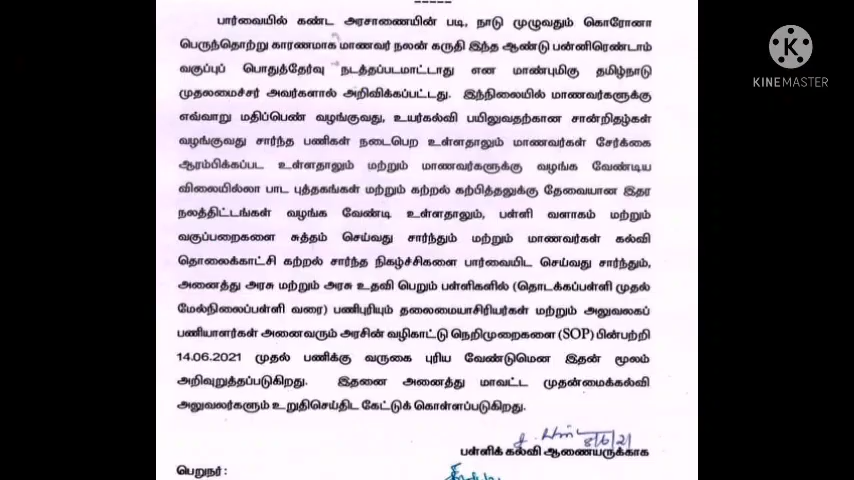 -----
பார்வையில் கண்ட அரசாணையின் படி, நாடு முழுவதும் கொரோனா
பெருந்தொற்று காரணமாக மாணவர் நலன் கருதி இந்த ஆண்டு பன்னிரெண்டாம்
வகுப்புப் பொதுத்தேர்வு நடத்தப்படமாட்டாது என மாண்புமிகு தமிழ்நாடு
முதலமைச்சர் அவர்களால் அறிவிக்கப்பட்டது. இந்நிலையில் மாணவர்களுக்கு
எவ்வாறு மதிப்பெண் வழங்குவது, உயர்கல்வி பயிலுவதற்கான சான்றிதழ்கள்
வழங்குவது சார்ந்த பணிகள் நடைபெற உள்ளதாலும் மாணவர்கள் சேர்க்கை
ஆரம்பிக்கப்பட உள்ளதாலும் மற்றும் மாணவர்களுக்கு வழங்க வேண்டிய
விலையில்லா பாட புத்தகங்கள் மற்றும் கற்றல் கற்பித்தலுக்கு தேவையான இதர
நலத்திட்டங்கள் வழங்க வேண்டி உள்ளதாலும், பள்ளி வளாகம் மற்றும்
வகுப்பறைகளை சுத்தம் செய்வது சார்ந்தும் மற்றும் மாணவர்கள் கல்வி
தொலைக்காட்சி கற்றல் சார்ந்த நிகழ்ச்சிகளை பார்வையிட செய்வது சார்ந்தும்,
அனைத்து அரசு மற்றும் அரசு உதவி பெறும் பள்ளிகளில் (தொடக்கப்பள்ளி முதல்
மேல்நிலைப்பள்ளி வரை) பணிபுரியும் தலைமையாசிரியர்கள் மற்றும் அலுவலகப்
பணியாளர்கள் அனைவரும் அரசின் வழிகாட்டு நெறிமுறைகளை (SOP) பின்பற்றி
14.06.2021 முதல் பணிக்கு வருகை புரிய வேண்டுமென இதன் மூலம்
அறிவுறுத்தப்படுகிறது. இதனை அனைத்து மாவட்ட முதன்மைக்கல்வி
அலுவலர்களும் உறுதிசெய்திட கேட்டுக் கொள்ளப்படுகிறது.
8/6/21
பள்ளிக் கல்வி ஆணையருக்காக
பெறுநர் :
K
KINEMASTER